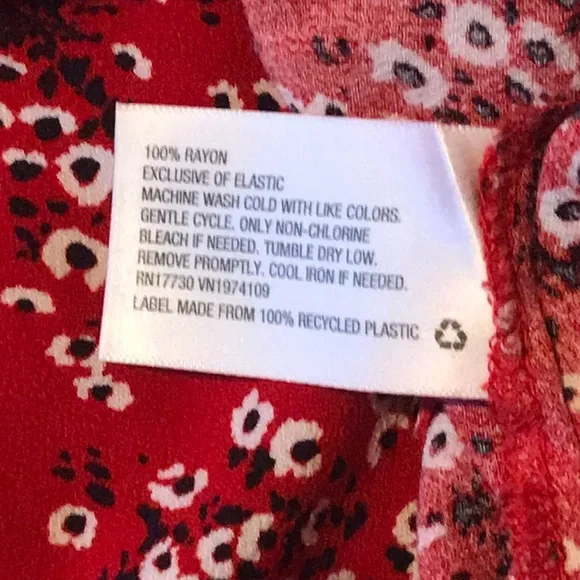 100% RAYON
EXCLUSIVE OF ELASTIC
MACHINE WASH COLD WITH LIKE COLORS.
GENTLE CYCLE. ONLY NON-CHLORINE
BLEACH IF NEEDED. TUMBLE DRY LOW.
REMOVE PROMPTLY. COOL IRON IF NEEDED.
RN17730 VN1974109
LABEL MADE FROM 100% RECYCLED PLASTIC